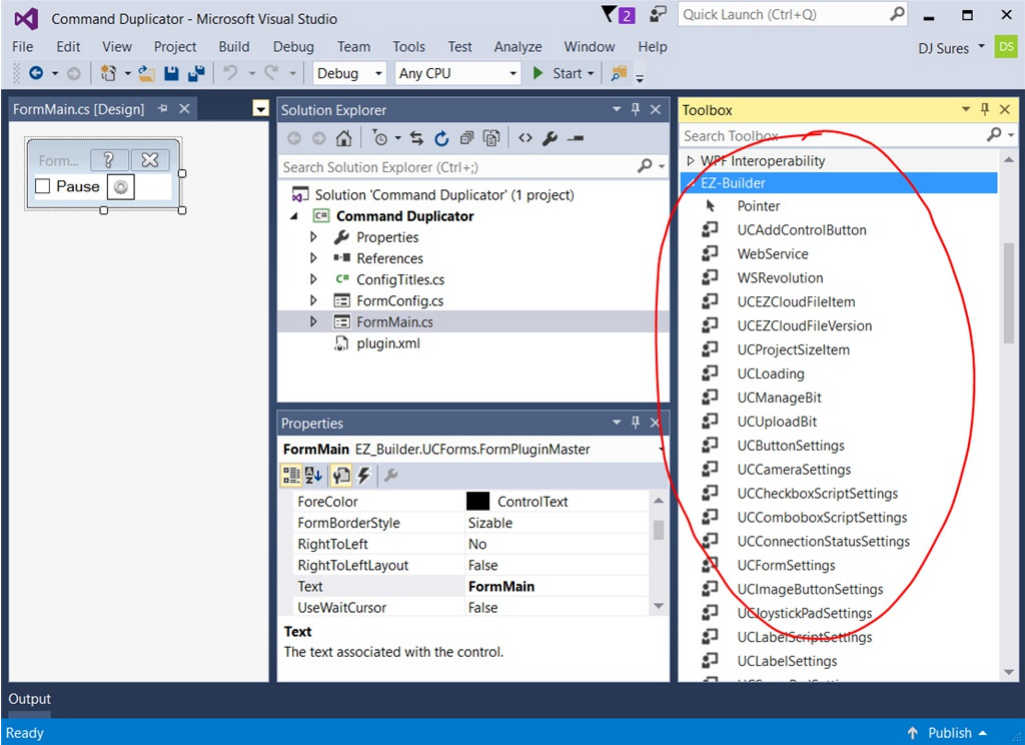 Command Duplicator - Microsoft Visual Studio
2
Quick Launch (Ctrl+Q)
File Edit View Project Build Debug Team Tools Test Analyze Window Help
DJ Sures
DS
Debug
Any CPU
Start
FormMain.cs [Design]
Form...
?
Pause
Solution Explorer
Search Solution Explorer (Ctrl+;)
Solution 'Command Duplicator' (1 project)
C# Command Duplicator
Properties
References
C# ConfigTitles.cs
FormConfig.cs
FormMain.cs
plugin.xml
Properties
FormMain EZ_Builder.UCForms.FormPluginMaster
ForeColor ControlText
FormBorderStyle Sizable
RightToLeft No
RightToLeftLayout False
Text FormMain
UseWaitCursor False
Text
The text associated with the control.
Toolbox
Search Toolbox
WPF Interoperability
EZ-Builder
Pointer
UCAddControlButton
WebService
WSRevolution
UCEZCloudFileItem
UCEZCloudFileVersion
UCProjectSizeItem
UCLoading
UCManageBit
UCUploadBit
UCButtonSettings
UCCameraSettings
UCCheckboxScriptSettings
UCComboboxScriptSettings
UCConnectionStatusSettings
UCFormSettings
UCImageButtonSettings
UCJoystickPadSettings
UCLabelScriptSettings
UCLabelSettings
Output
Ready
Publish